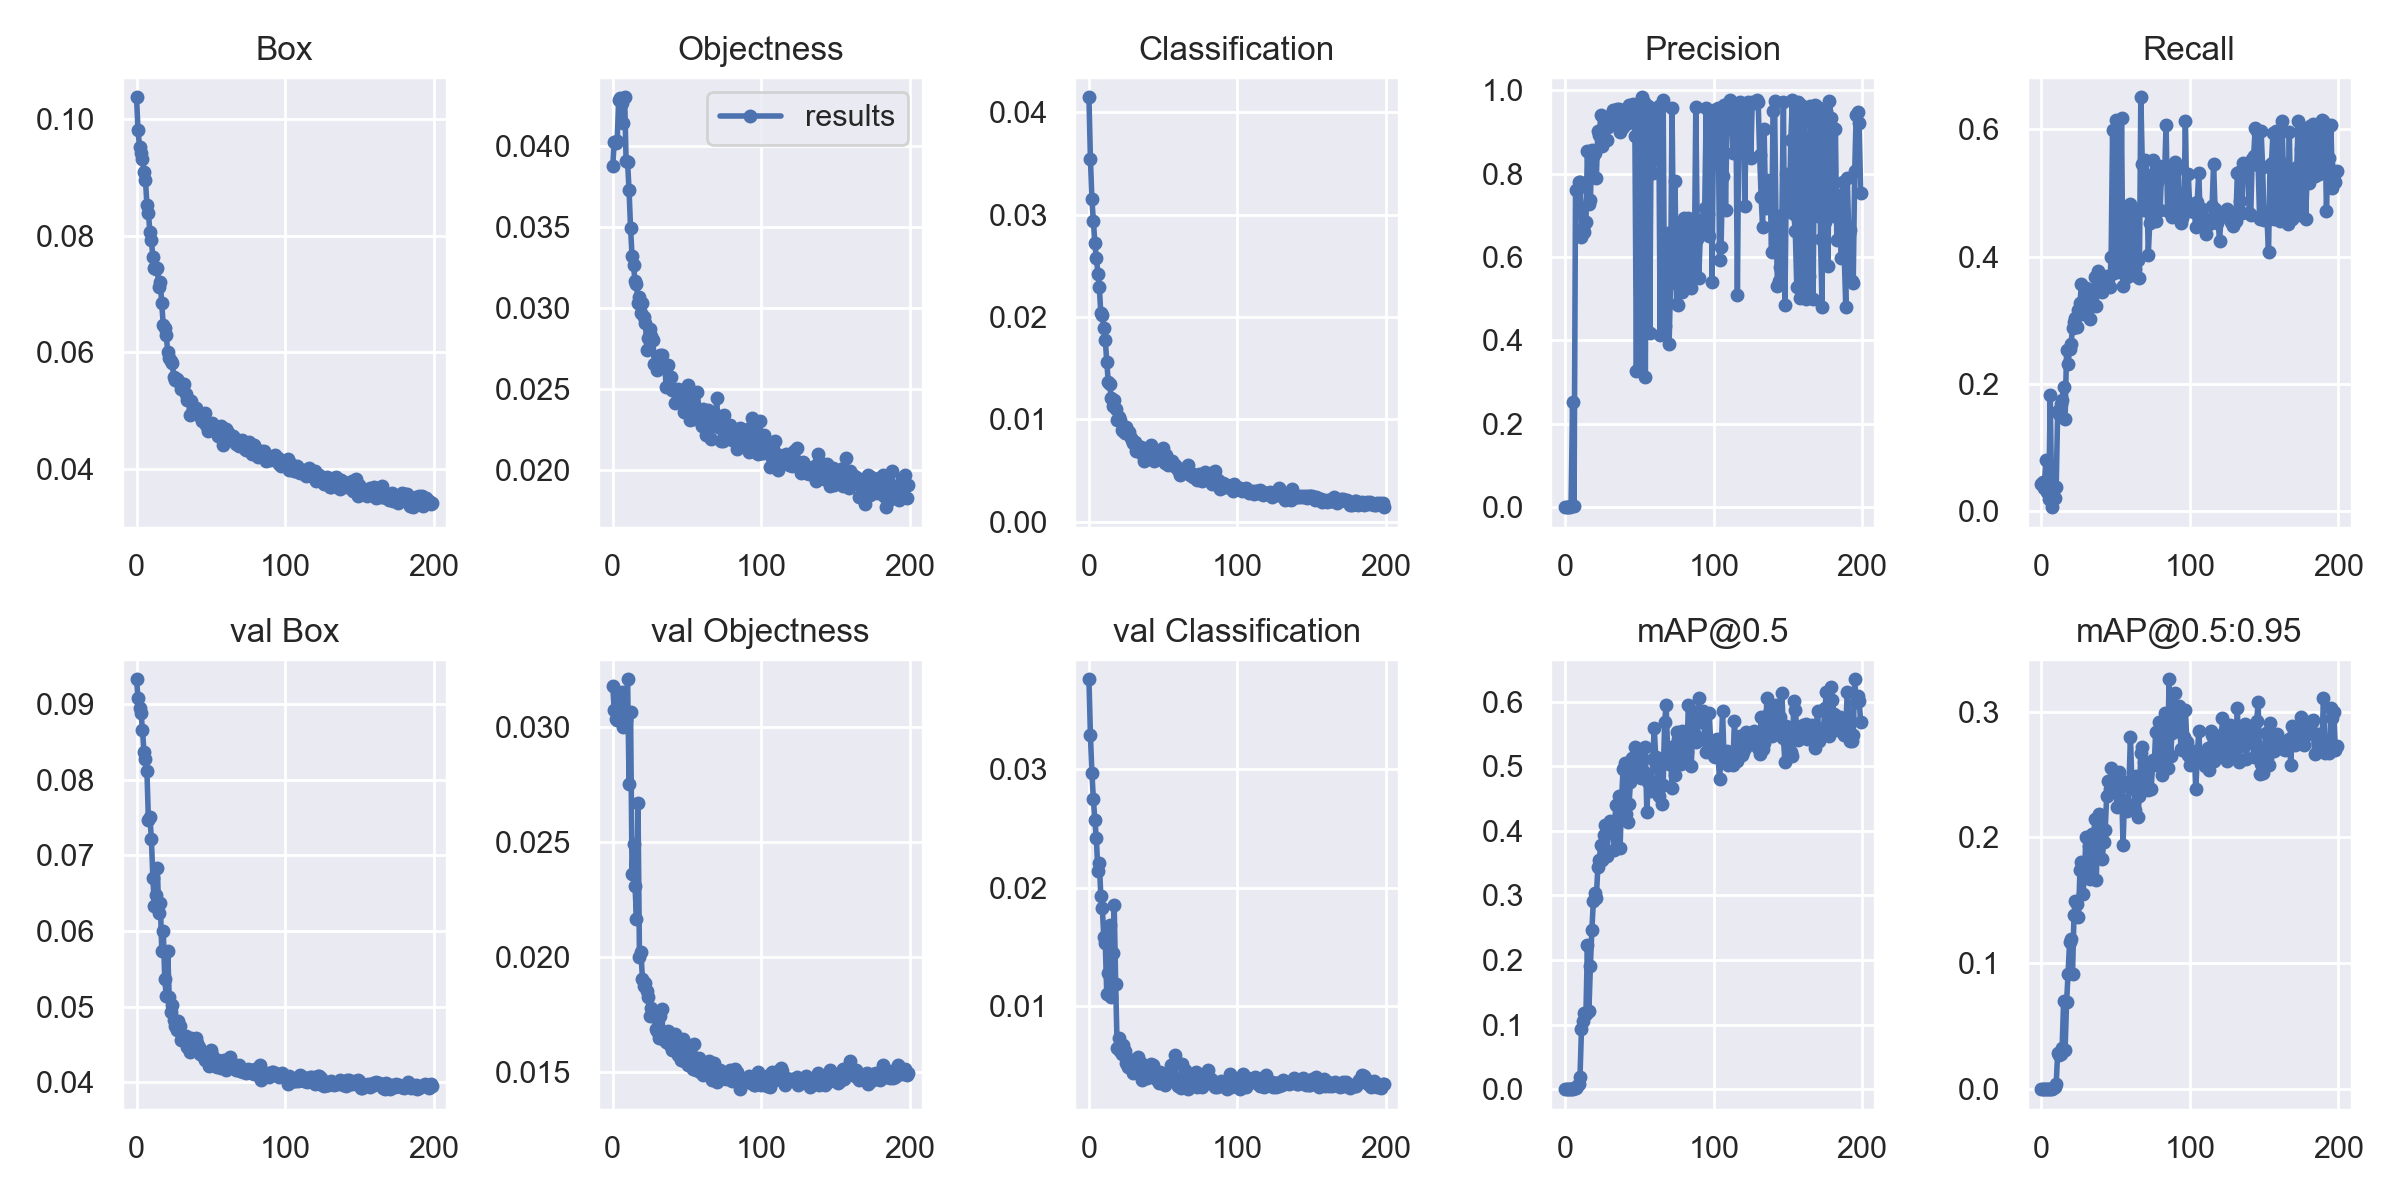 Box
0.10
0.08
0.06
0.04
0 100 200
Objectness
results
0.040
0.035
0.030
0.025
0.020
0 100 200
Classification
0.04
0.03
0.02
0.01
0.00
0 100 200
Precision
1.0
0.8
0.6
0.4
0.2
0.0
0 100 200
Recall
0.6
0.4
0.2
0.0
0 100 200
val Box
0.09
0.08
0.07
0.06
0.05
0.04
0 100 200
val Objectness
0.030
0.025
0.020
0.015
0 100 200
val Classification
0.03
0.02
0.01
0 100 200
mAP@0.5
0.6
0.5
0.4
0.3
0.2
0.1
0.0
0 100 200
mAP@0.5:0.95
0.3
0.2
0.1
0.0
0 100 200